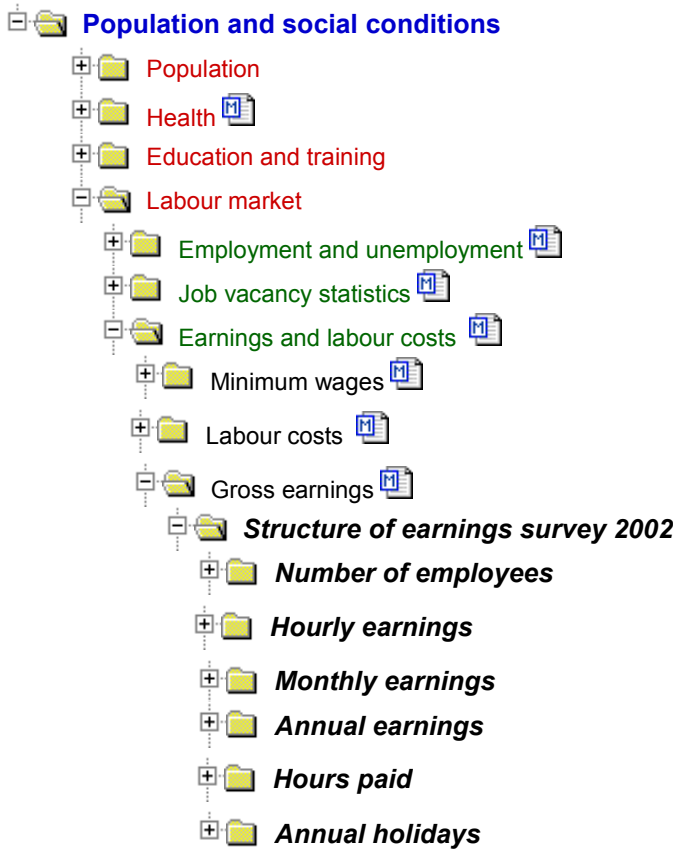 Population and social conditions
Population
Health M
Education and training
Labour market
Employment and unemployment M
Job vacancy statistics M
Earnings and labour costs M
Minimum wages M
Labour costs M
Gross earnings M
Structure of earnings survey 2002
Number of employees
Hourly earnings
Monthly earnings
Annual earnings
Hours paid
Annual holidays